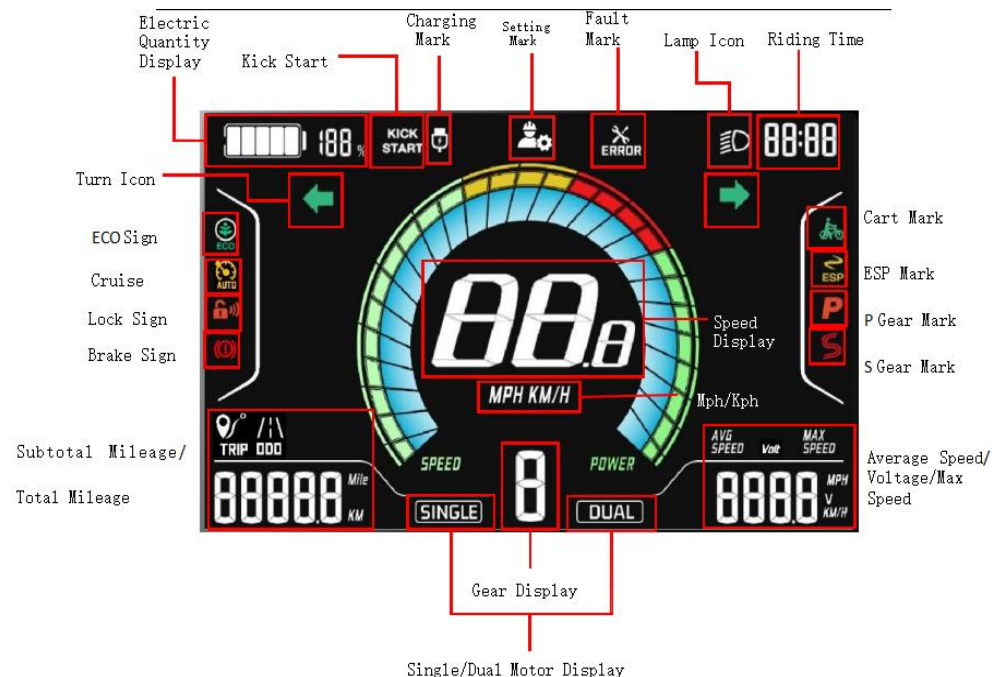 Electric
Quantity
Display
Kick Start
Charging
Mark
Setting
Mark
Fault
Mark
Lamp Icon
Riding Time
188 %
KICK
START
ERROR
88:88
Turn Icon
ECO Sign
ECO
Cruise
AUTO
Lock Sign
Brake Sign
Cart Mark
ESP
ESP Mark
P
P Gear Mark
S
S Gear Mark
88.8
Speed
Display
MPH KM/H
Mph/Kph
Subtotal Mileage/
Total Mileage
TRIP ODO
88888.8
Mile
KM
SPEED
8
POWER
SINGLE
DUAL
AVG
SPEED
Volt
MAX
SPEED
888.8
MPH
V
KM/H
Average Speed/
Voltage/Max
Speed
Gear Display
Single/Dual Motor Display